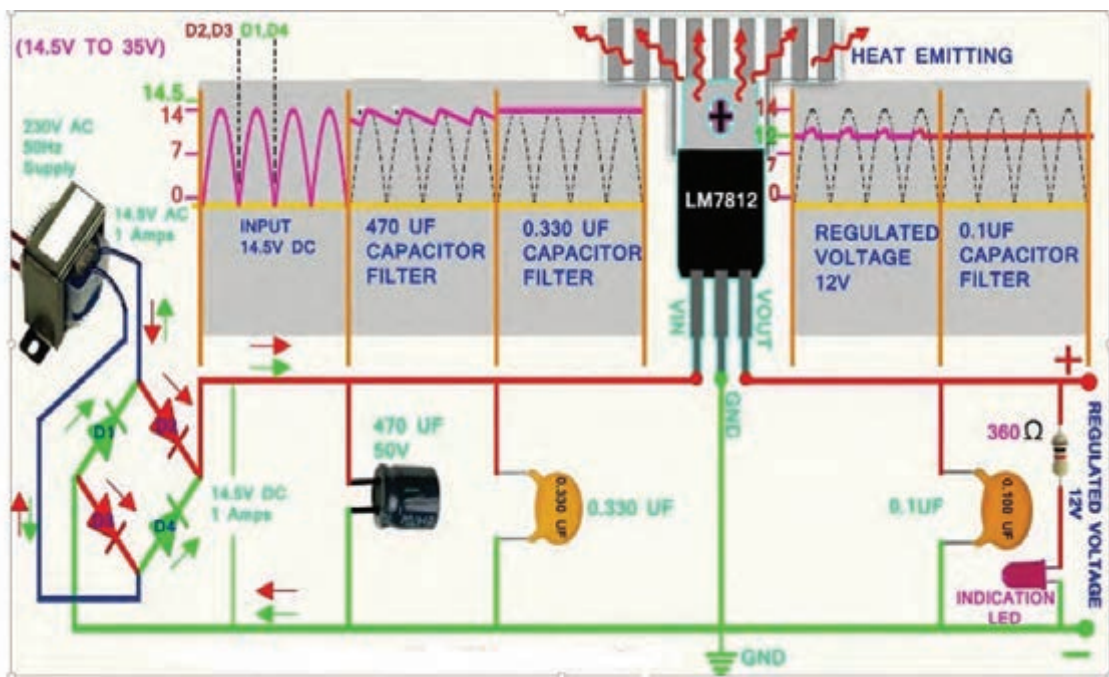 (14.5V TO 35V)
D2,D3 D1,D4
HEAT EMITTING
14.5
14
7
0
14
12
7
0
230V AC
50Hz
Supply
14.5V AC
1 Amps
INPUT
14.5V DC
470 UF
CAPACITOR
FILTER
0.330 UF
CAPACITOR
FILTER
LM7812
REGULATED
VOLTAGE
12V
0.1UF
CAPACITOR
FILTER
VIN
VOUT
GND
+
D1
D2
D3
D4
14.5V DC
1 Amps
470 UF
50V
0.330 UF
0.330 UF
0.1UF
0.100 UF
360Ω
INDICATION
LED
REGULATED VOLTAGE
12V
GND
−